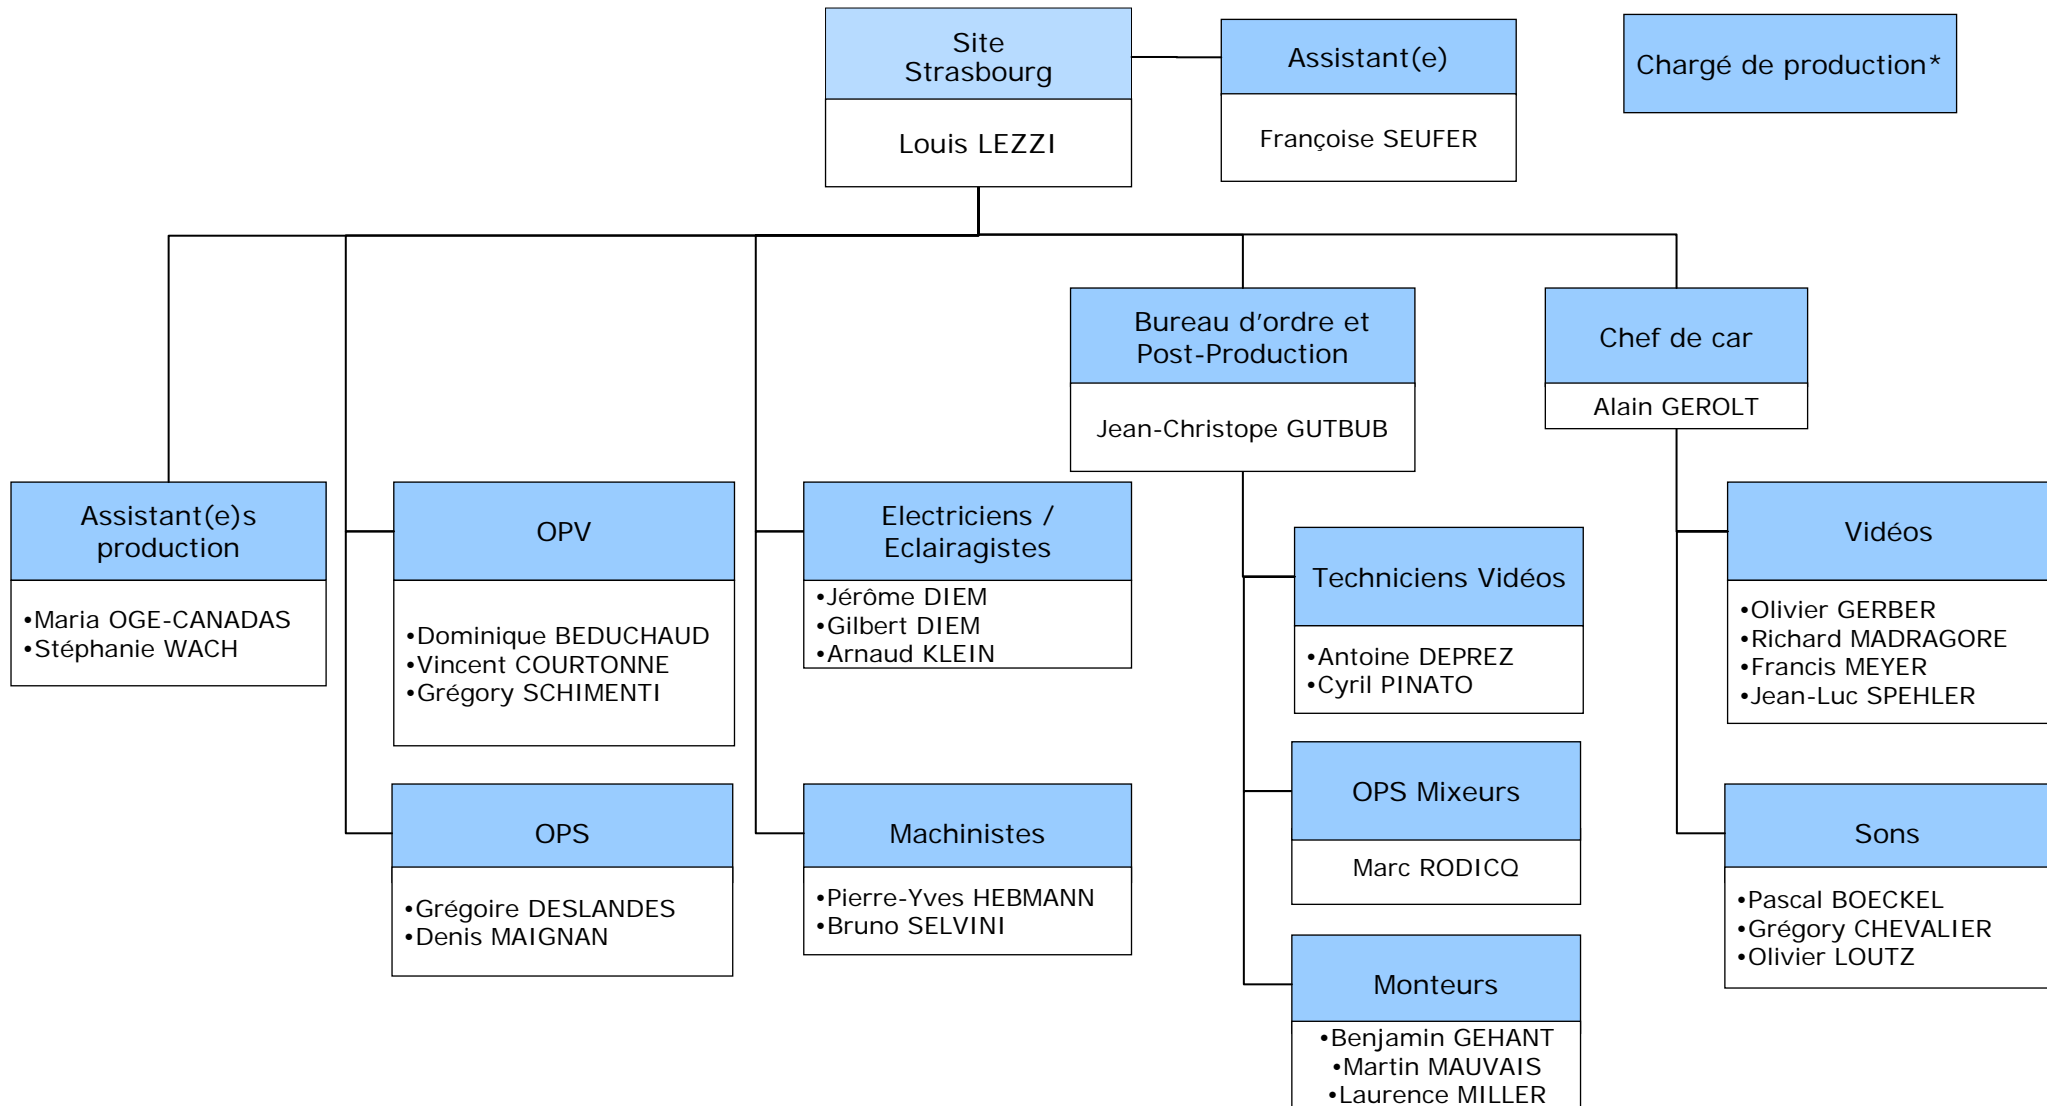 Site
Strasbourg
Louis LEZZI
Assistant(e)
Françoise SEUFER
Chargé de production*
Bureau d'ordre et
Post-Production
Jean-Christope GUTBUB
Chef de car
Alain GEROLT
Assistant(e)s
production
•Maria OGE-CANADAS
•Stéphanie WACH
OPV
•Dominique BEDUCHAUD
•Vincent COURTONNE
•Grégory SCHIMENTI
Electriciens /
Eclairagistes
•Jérôme DIEM
•Gilbert DIEM
•Arnaud KLEIN
Techniciens Vidéos
•Antoine DEPREZ
•Cyril PINATO
Vidéos
•Olivier GERBER
•Richard MADRAGORE
•Francis MEYER
•Jean-Luc SPEHLER
OPS
•Grégoire DESLANDES
•Denis MAIGNAN
Machinistes
•Pierre-Yves HEBMANN
•Bruno SELVINI
OPS Mixeurs
Marc RODICQ
Sons
•Pascal BOECKEL
•Grégory CHEVALIER
•Olivier LOUTZ
Monteurs
•Benjamin GEHANT
•Martin MAUVAIS
•Laurence MILLER